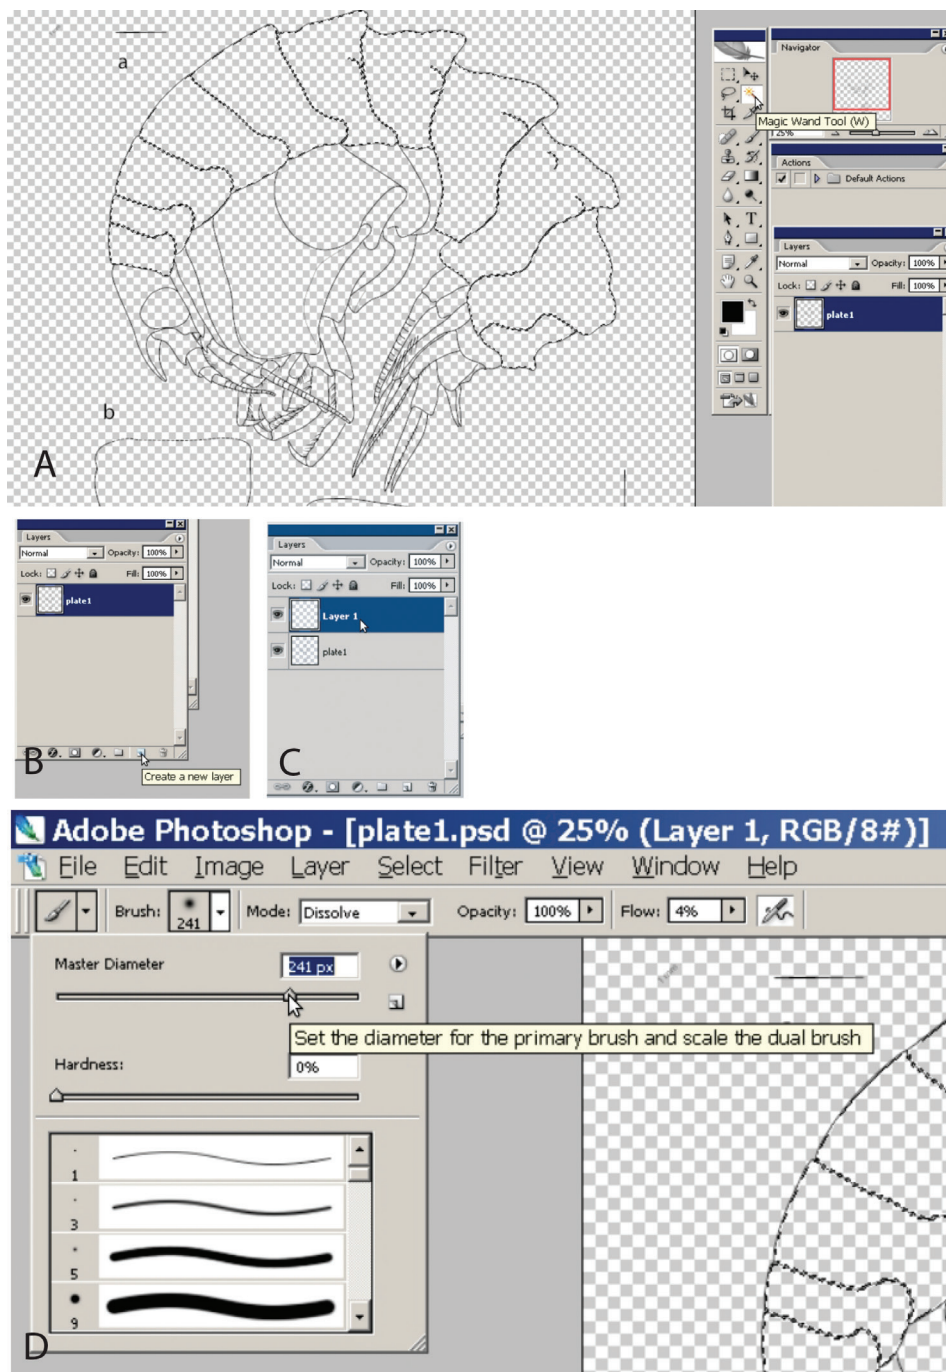 a
Navigator
Magic Wand Tool (W)
25%
Actions
Default Actions
Layers
Normal Opacity: 100%
Lock: Fill: 100%
plate1
b
A
Layers
Normal Opacity: 100%
Lock: Fill: 100%
plate1
B
Create a new layer
Layers
Normal Opacity: 100%
Lock: Fill: 100%
Layer 1
plate1
C
Adobe Photoshop - [plate1.psd @ 25% (Layer 1, RGB/8#)]
File Edit Image Layer Select Filter View Window Help
Brush: 241 Mode: Dissolve Opacity: 100% Flow: 4%
Master Diameter 241 px
Set the diameter for the primary brush and scale the dual brush
Hardness: 0%
1
3
5
9
D